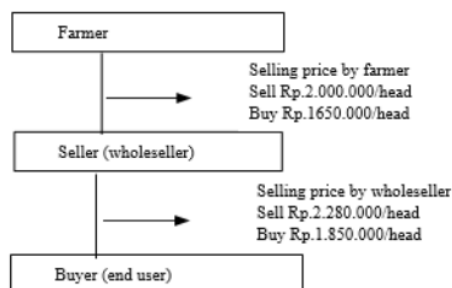 Farmer
Selling price by farmer
Sell Rp.2.000.000/head
Buy Rp.1650.000/head
Seller (wholeseller)
Selling price by wholeseller
Sell Rp.2.280.000/head
Buy Rp.1.850.000/head
Buyer (end user)